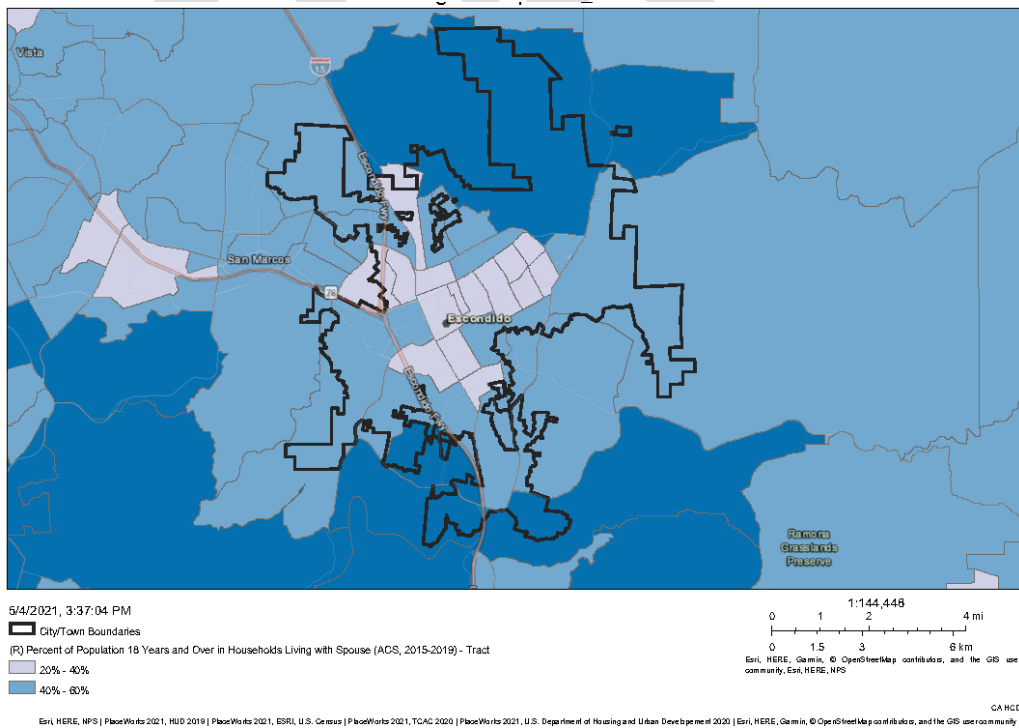 Vista
15
Escondido Fwy
San Marcos
78
Escondido
Escondido Fwy
Ramona
Grasslands
Preserve
5/4/2021, 3:37:04 PM
City/Town Boundaries
(R) Percent of Population 18 Years and Over in Households Living with Spouse (ACS, 2015-2019) - Tract
20% - 40%
40% - 60%
1:144,448
0 1 2 4 mi
0 1.5 3 6 km
Esri, HERE, Garmin, © OpenStreetMap contributors, and the GIS use
community, Esri, HERE, NPS
CA HCD
Esri, HERE, NPS | PlaceWorks 2021, HUD 2019 | PlaceWorks 2021, ESRI, U.S. Census | PlaceWorks 2021, TCAC 2020 | PlaceWorks 2021, U.S. Department of Housing and Urban Developement 2020 | Esri, HERE, Garmin, © OpenStreetMap contributors, and the GIS user community